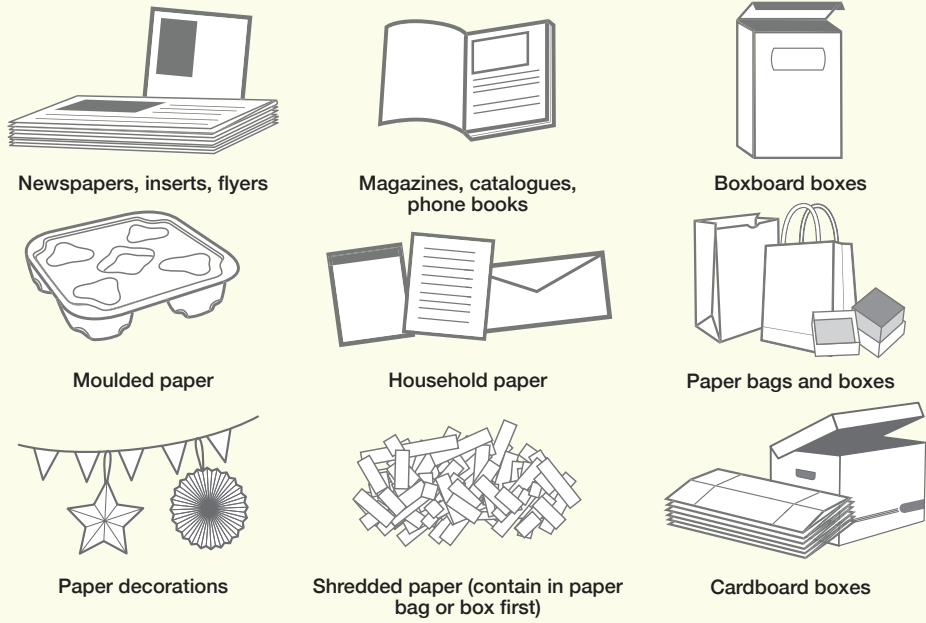 Newspapers, inserts, flyers
Magazines, catalogues,
phone books
Boxboard boxes
Moulded paper
Household paper
Paper bags and boxes
Paper decorations
Shredded paper (contain in paper
bag or box first)
Cardboard boxes